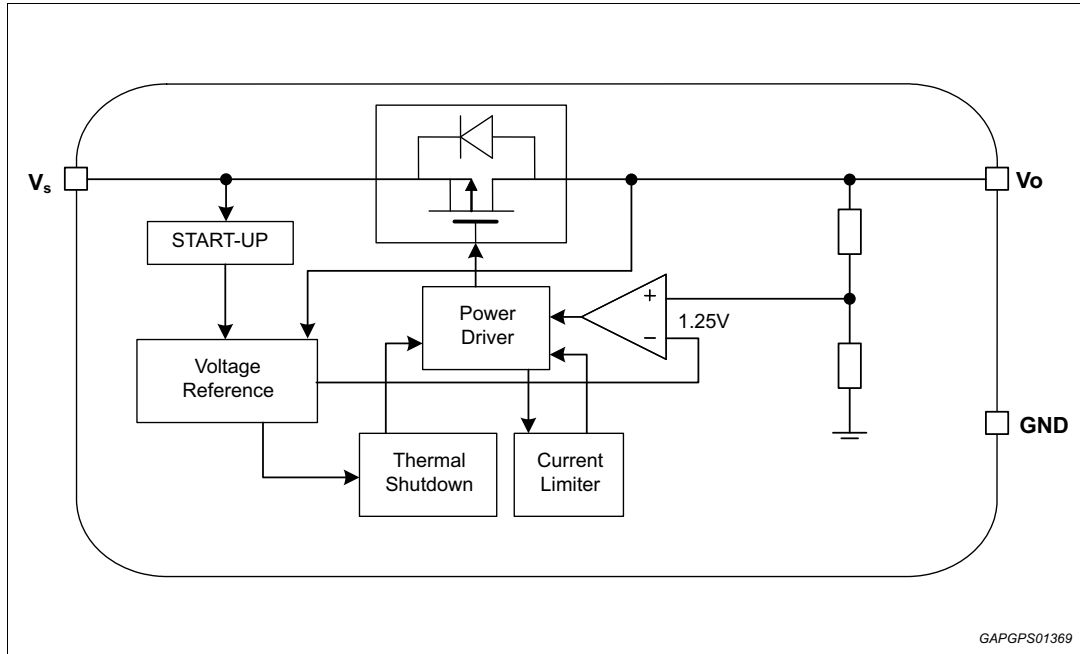 Vs
Vo
START-UP
Power
Driver
+
1.25V
−
Voltage
Reference
GND
Thermal
Shutdown
Current
Limiter
GAPGPS01369